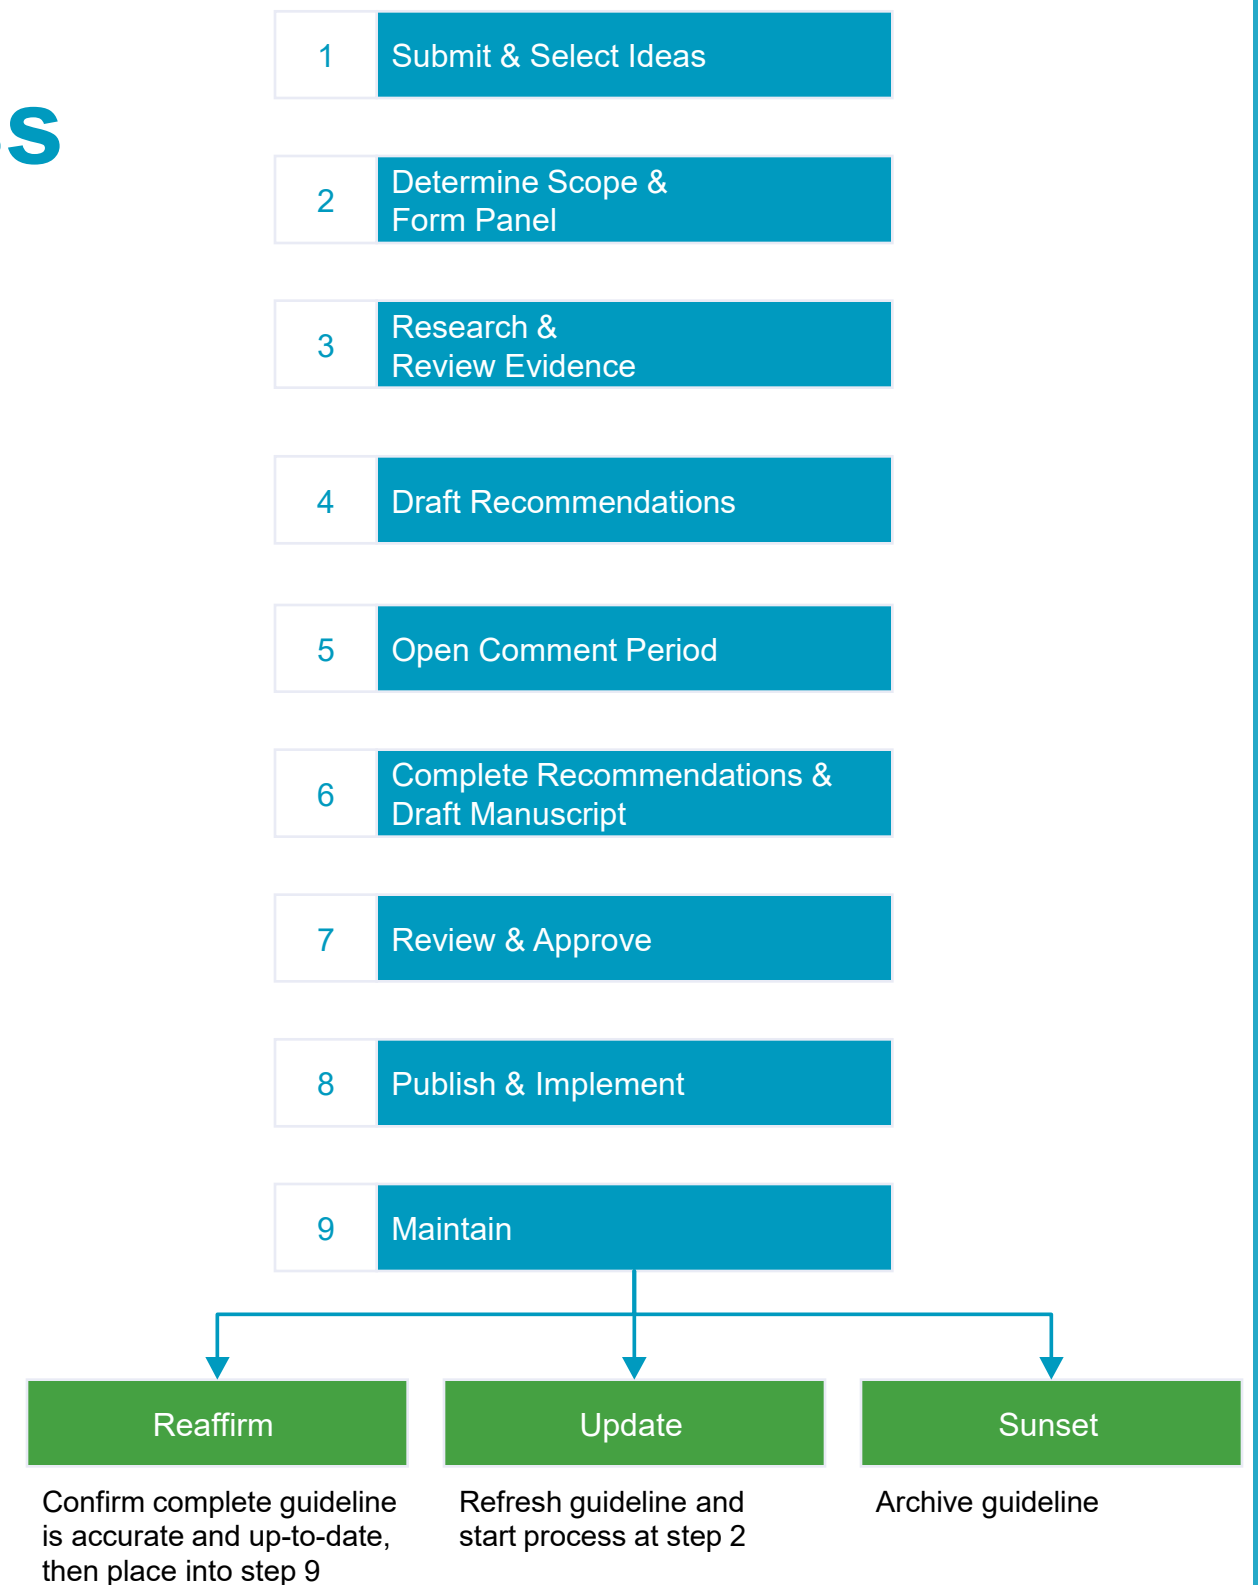 1 Submit & Select Ideas
2 Determine Scope &
Form Panel
3 Research &
Review Evidence
4 Draft Recommendations
5 Open Comment Period
6 Complete Recommendations &
Draft Manuscript
7 Review & Approve
8 Publish & Implement
9 Maintain
Reaffirm
Confirm complete guideline
is accurate and up-to-date,
then place into step 9
Update
Refresh guideline and
start process at step 2
Sunset
Archive guideline